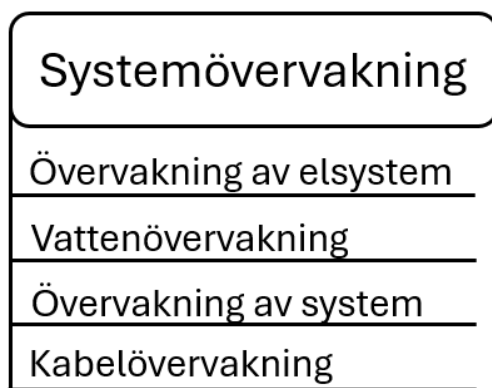 Systemövervakning
Övervakning av elsystem
Vattenövervakning
Övervakning av system
Kabelövervakning